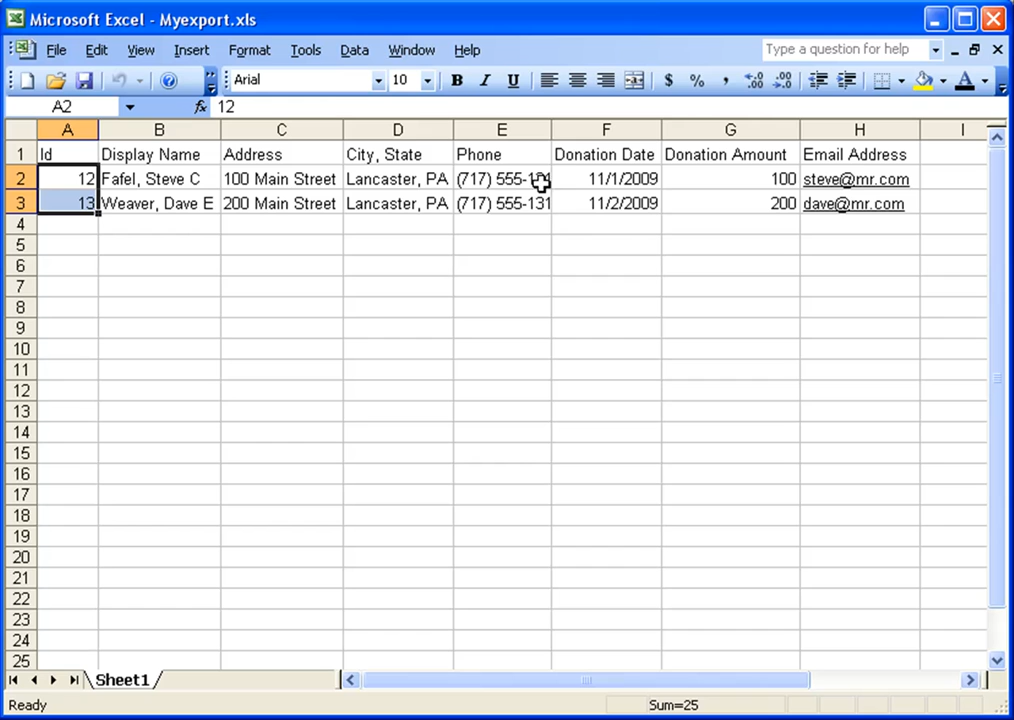 Microsoft Excel - Myexport.xls
File Edit View Insert Format Tools Data Window Help Type a question for help
Arial 10 B I U $ % ,
A2 fx 12
A B C D E F G H I
1 Id Display Name Address City, State Phone Donation Date Donation Amount Email Address
2 12 Fafel, Steve C 100 Main Street Lancaster, PA (717) 11/1/2009 100 steve@mr.com
3 13 Weaver, Dave E 200 Main Street Lancaster, PA (717) 555-131 11/2/2009 200 dave@mr.com
4
5
6
7
8
9
10
11
12
13
14
15
16
17
18
19
20
21
22
23
24
25
Sheet1
Ready Sum=25